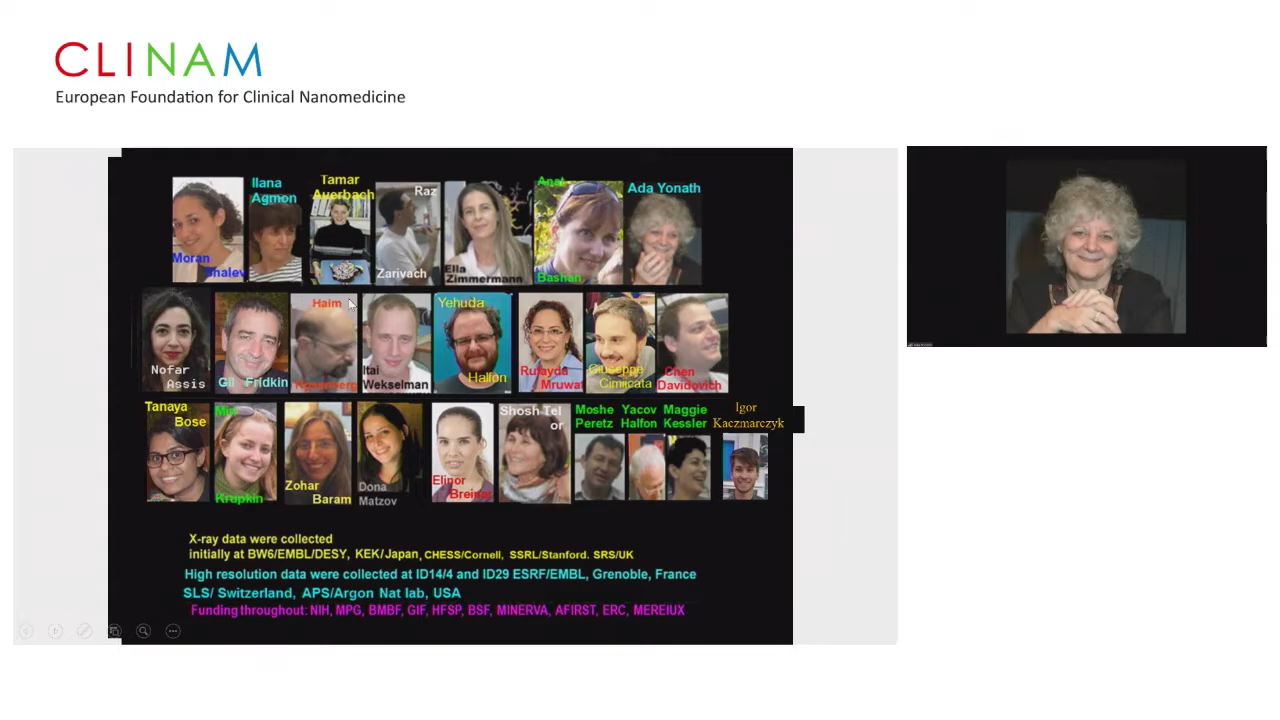 CLINAM
European Foundation for Clinical Nanomedicine
Moran
Shalev
Ilana
Agmon
Tamar
Auerbach
Raz
Zarivach
Ella
Zimmermann
Anat
Bashan
Ada Yonath
Nofar
Assis
Gil Fridkin
Haim
Rosenberg
Itai
Wekselman
Yehuda
Halfon
Rufayda
Mruwat
Giuseppe
Cimicata
Chen
Davidovich
Tanaya
Bose
Miri
Krupkin
Zohar
Baram
Dona
Matzov
Elinor
Breiner
Shosh Tel
or
Moshe
Peretz
Yacov
Halfon
Maggie
Kessler
Igor
Kaczmarczyk
X-ray data were collected
initially at BW6/EMBL/DESY, KEK/Japan, CHESS/Cornell, SSRL/Stanford. SRS/UK
High resolution data were collected at ID14/4 and ID29 ESRF/EMBL, Grenoble, France
SLS/ Switzerland, APS/Argon Nat lab, USA
Funding throughout: NIH, MPG, BMBF, GIF, HFSP, BSF, MINERVA, AFIRST, ERC, MEREIUX